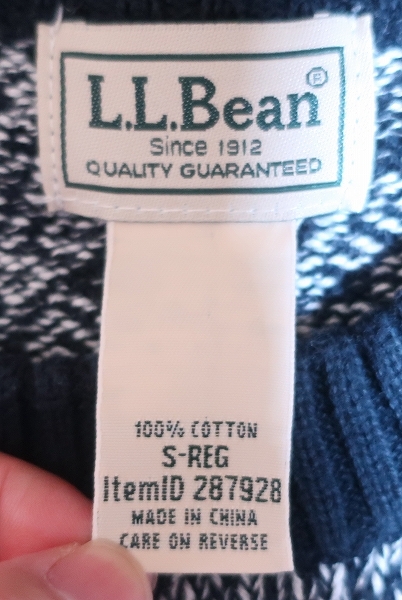 L.L.Bean®
Since 1912
QUALITY GUARANTEED
100% COTTON
S-REG
ItemID 287928
MADE IN CHINA
CARE ON REVERSE